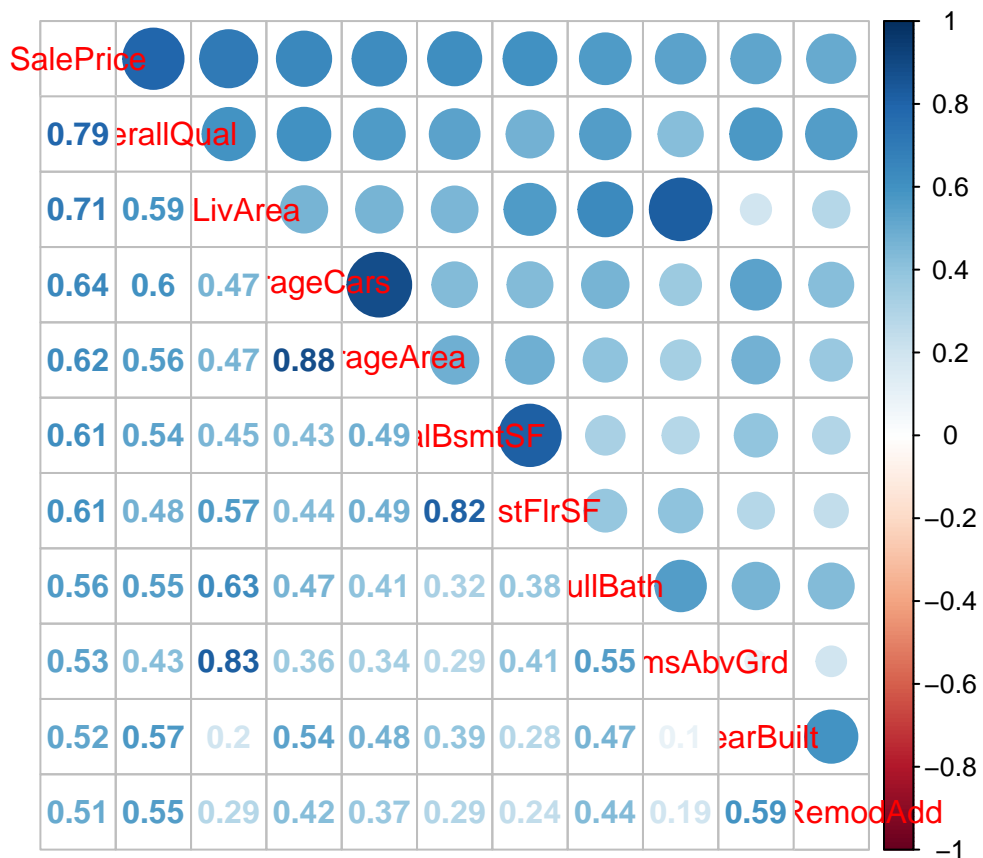 SalePrice
0.79 erallQual
0.71 0.59 LivArea
0.64 0.6 0.47 rageCars
0.62 0.56 0.47 0.88 rageArea
0.61 0.54 0.45 0.43 0.49 alBsmtSF
0.61 0.48 0.57 0.44 0.49 0.82 stFlrSF
0.56 0.55 0.63 0.47 0.41 0.32 0.38 ullBath
0.53 0.43 0.83 0.36 0.34 0.29 0.41 0.55 msAbvGrd
0.52 0.57 0.2 0.54 0.48 0.39 0.28 0.47 0.1 earBuilt
0.51 0.55 0.29 0.42 0.37 0.29 0.24 0.44 0.19 0.59 RemodAdd
1
0.8
0.6
0.4
0.2
0
−0.2
−0.4
−0.6
−0.8
−1